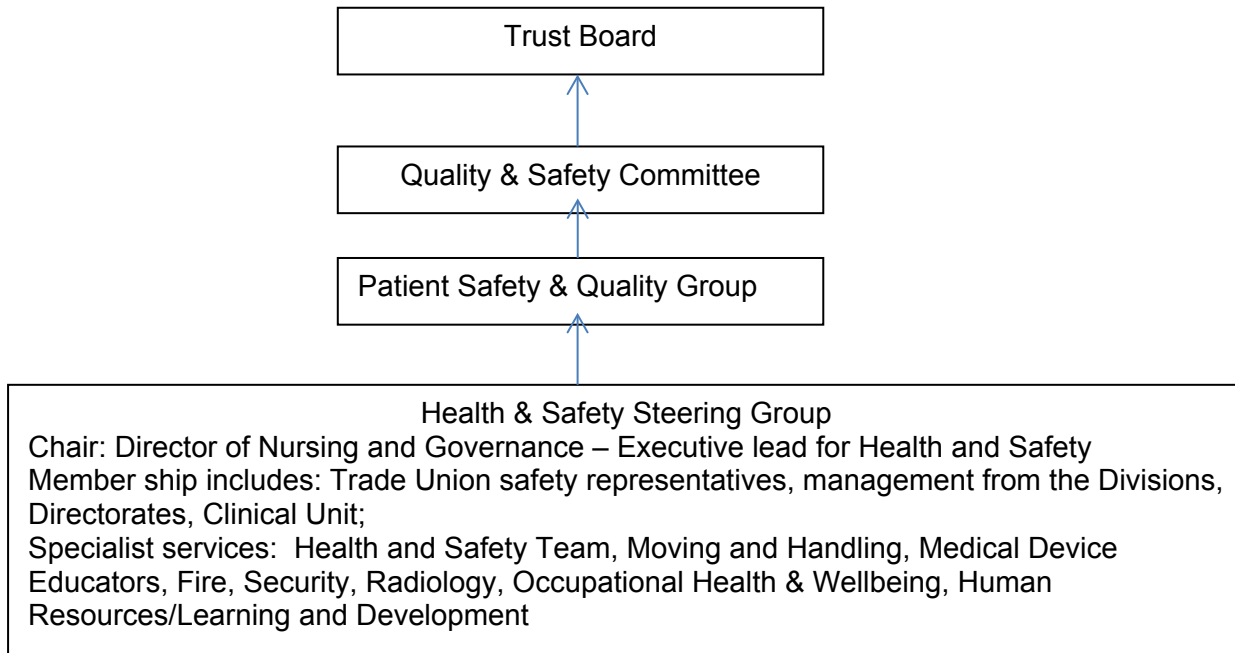 Trust Board
Quality & Safety Committee
Patient Safety & Quality Group
Health & Safety Steering Group
Chair: Director of Nursing and Governance – Executive lead for Health and Safety
Member ship includes: Trade Union safety representatives, management from the Divisions,
Directorates, Clinical Unit;
Specialist services:  Health and Safety Team, Moving and Handling, Medical Device
Educators, Fire, Security, Radiology, Occupational Health & Wellbeing, Human
Resources/Learning and Development